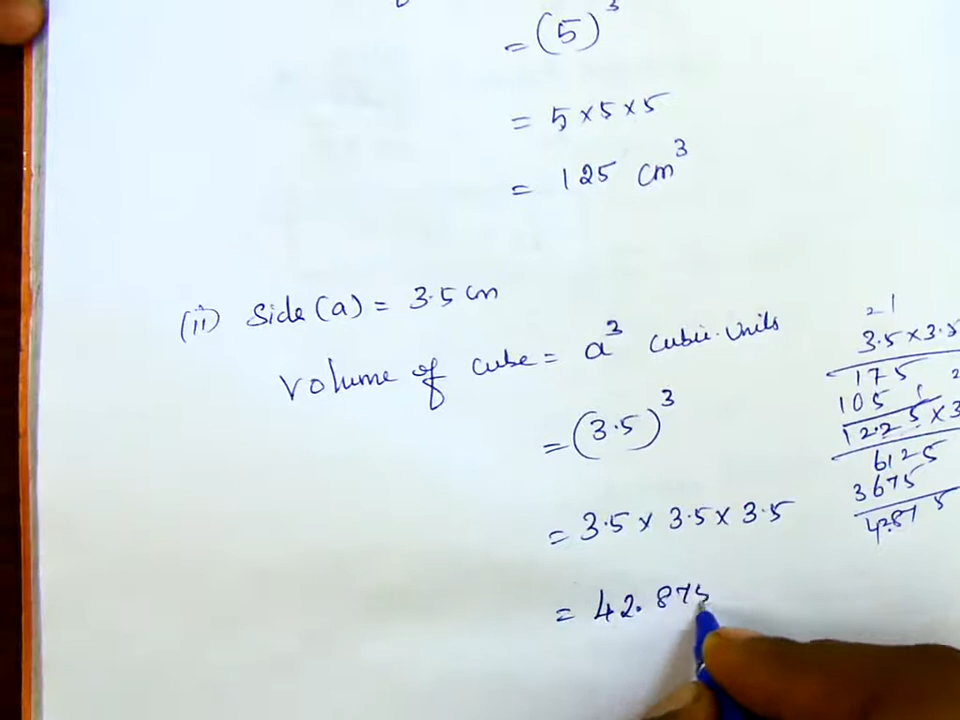 = (5)³
= 5 × 5 × 5
= 125 cm³
(ii) Side (a) = 3.5 cm
Volume of cube = a³ cubic units
= (3.5)³
= 3.5 × 3.5 × 3.5
= 42.875
2 1
3.5 × 3.5
175
105
12.25 × 3
6125
3675
42.875